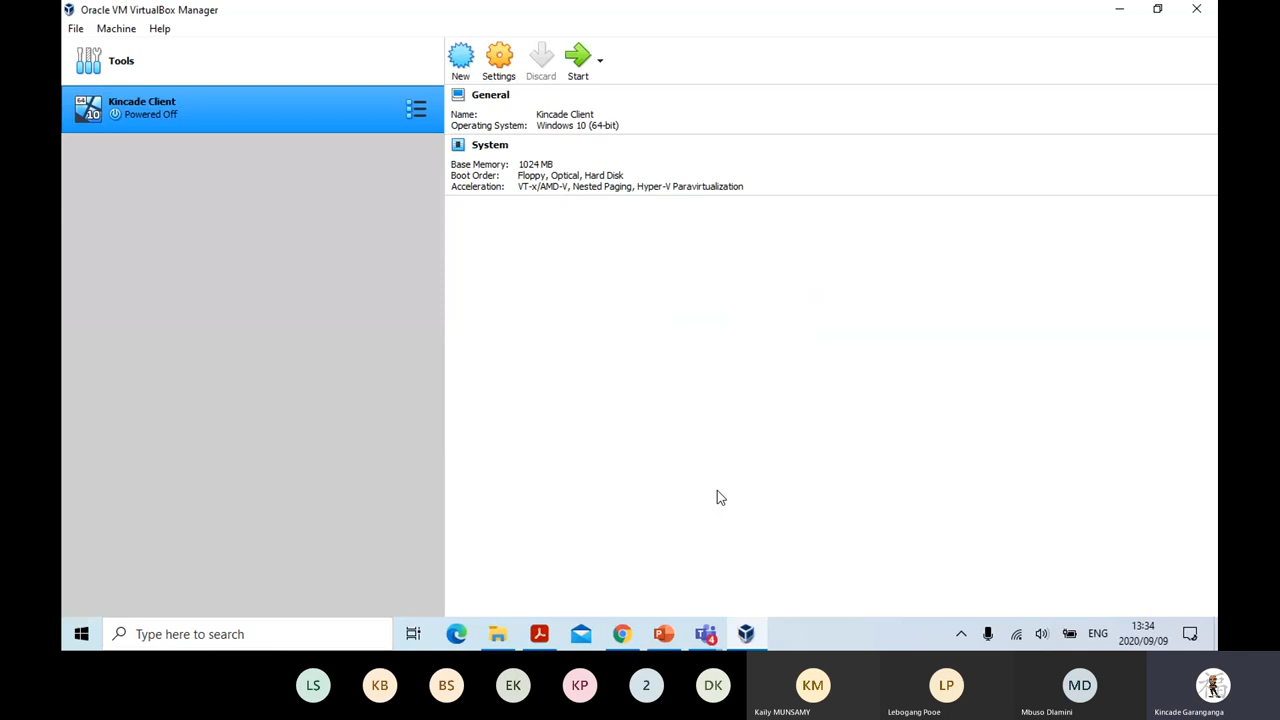 Oracle VM VirtualBox Manager
File Machine Help
Tools
New Settings Discard Start
64
10
Kincade Client
Powered Off
General
Name: Kincade Client
Operating System: Windows 10 (64-bit)
System
Base Memory: 1024 MB
Boot Order: Floppy, Optical, Hard Disk
Acceleration: VT-x/AMD-V, Nested Paging, Hyper-V Paravirtualization
Type here to search
4
ENG
13:34
2020/09/09
LS KB BS EK KP 2 DK KM LP MD
Kaily MUNSAMY Lebogang Pooe Mbuso Dlamini Kincade Garanganga